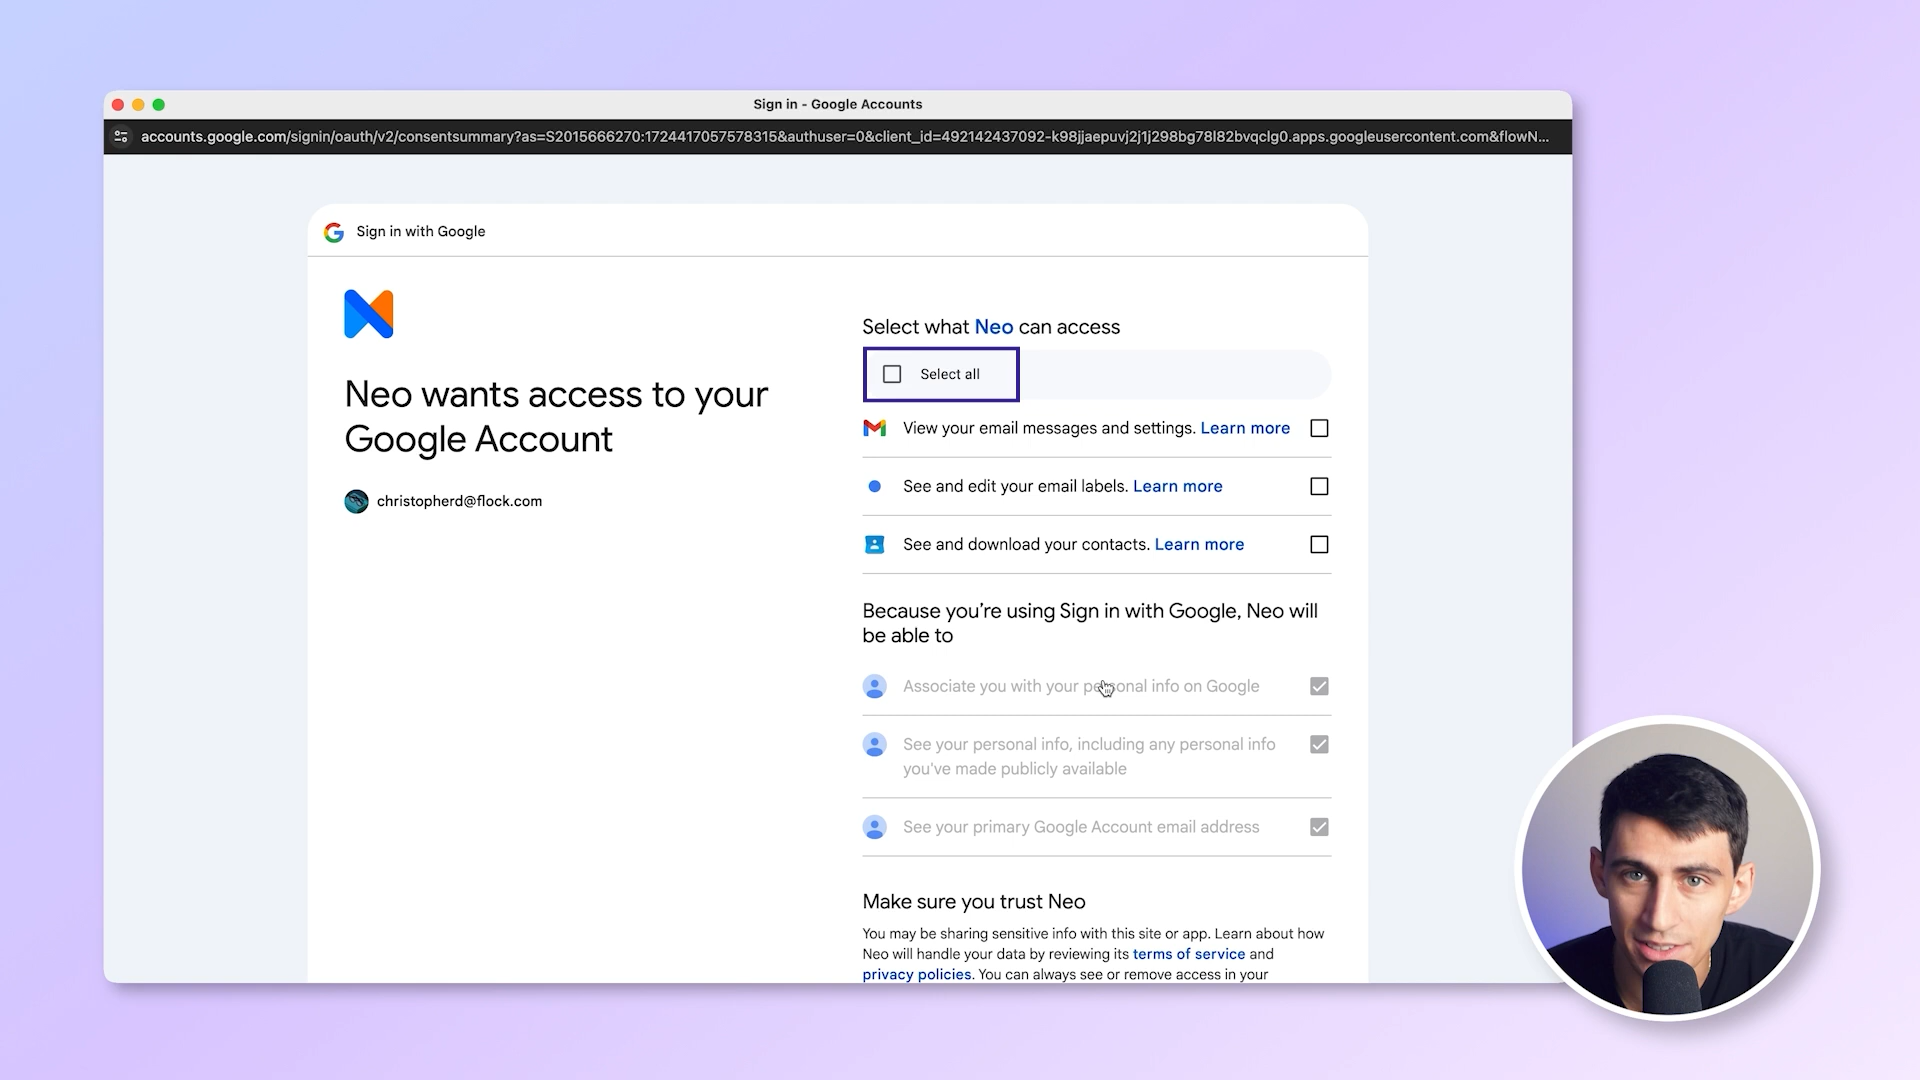 Sign in - Google Accounts
accounts.google.com/signin/oauth/v2/consentsummary?as=S2015666270:1724417057578315&authuser=0&client_id=492142437092-k98jjaepuvj2j1j298bg78l82bvqclg0.apps.googleusercontent.com&flowN...
Sign in with Google
Neo wants access to your
Google Account
christopherd@flock.com
Select what Neo can access
Select all
View your email messages and settings. Learn more
See and edit your email labels. Learn more
See and download your contacts. Learn more
Because you're using Sign in with Google, Neo will
be able to
Associate you with your personal info on Google
See your personal info, including any personal info
you've made publicly available
See your primary Google Account email address
Make sure you trust Neo
You may be sharing sensitive info with this site or app. Learn about how
Neo will handle your data by reviewing its terms of service and
privacy policies. You can always see or remove access in your